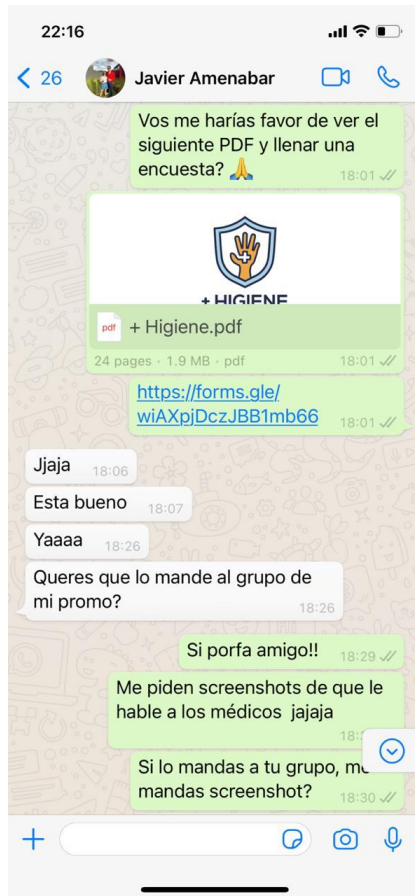 22:16
26
Javier Amenabar
Vos me harías favor de ver el
siguiente PDF y llenar una
encuesta? 🙏
18:01
+ HIGIENE
pdf
+ Higiene.pdf
24 pages · 1.9 MB · pdf
18:01
https://forms.gle/
wiAXpjDczJBB1mb66
18:01
Jjaja
18:06
Esta bueno
18:07
Yaaaa
18:26
Queres que lo mande al grupo de
mi promo?
18:26
Si porfa amigo!!
18:29
Me piden screenshots de que le
hable a los médicos jajaja
Si lo mandas a tu grupo,
mandas screenshot?
18:30